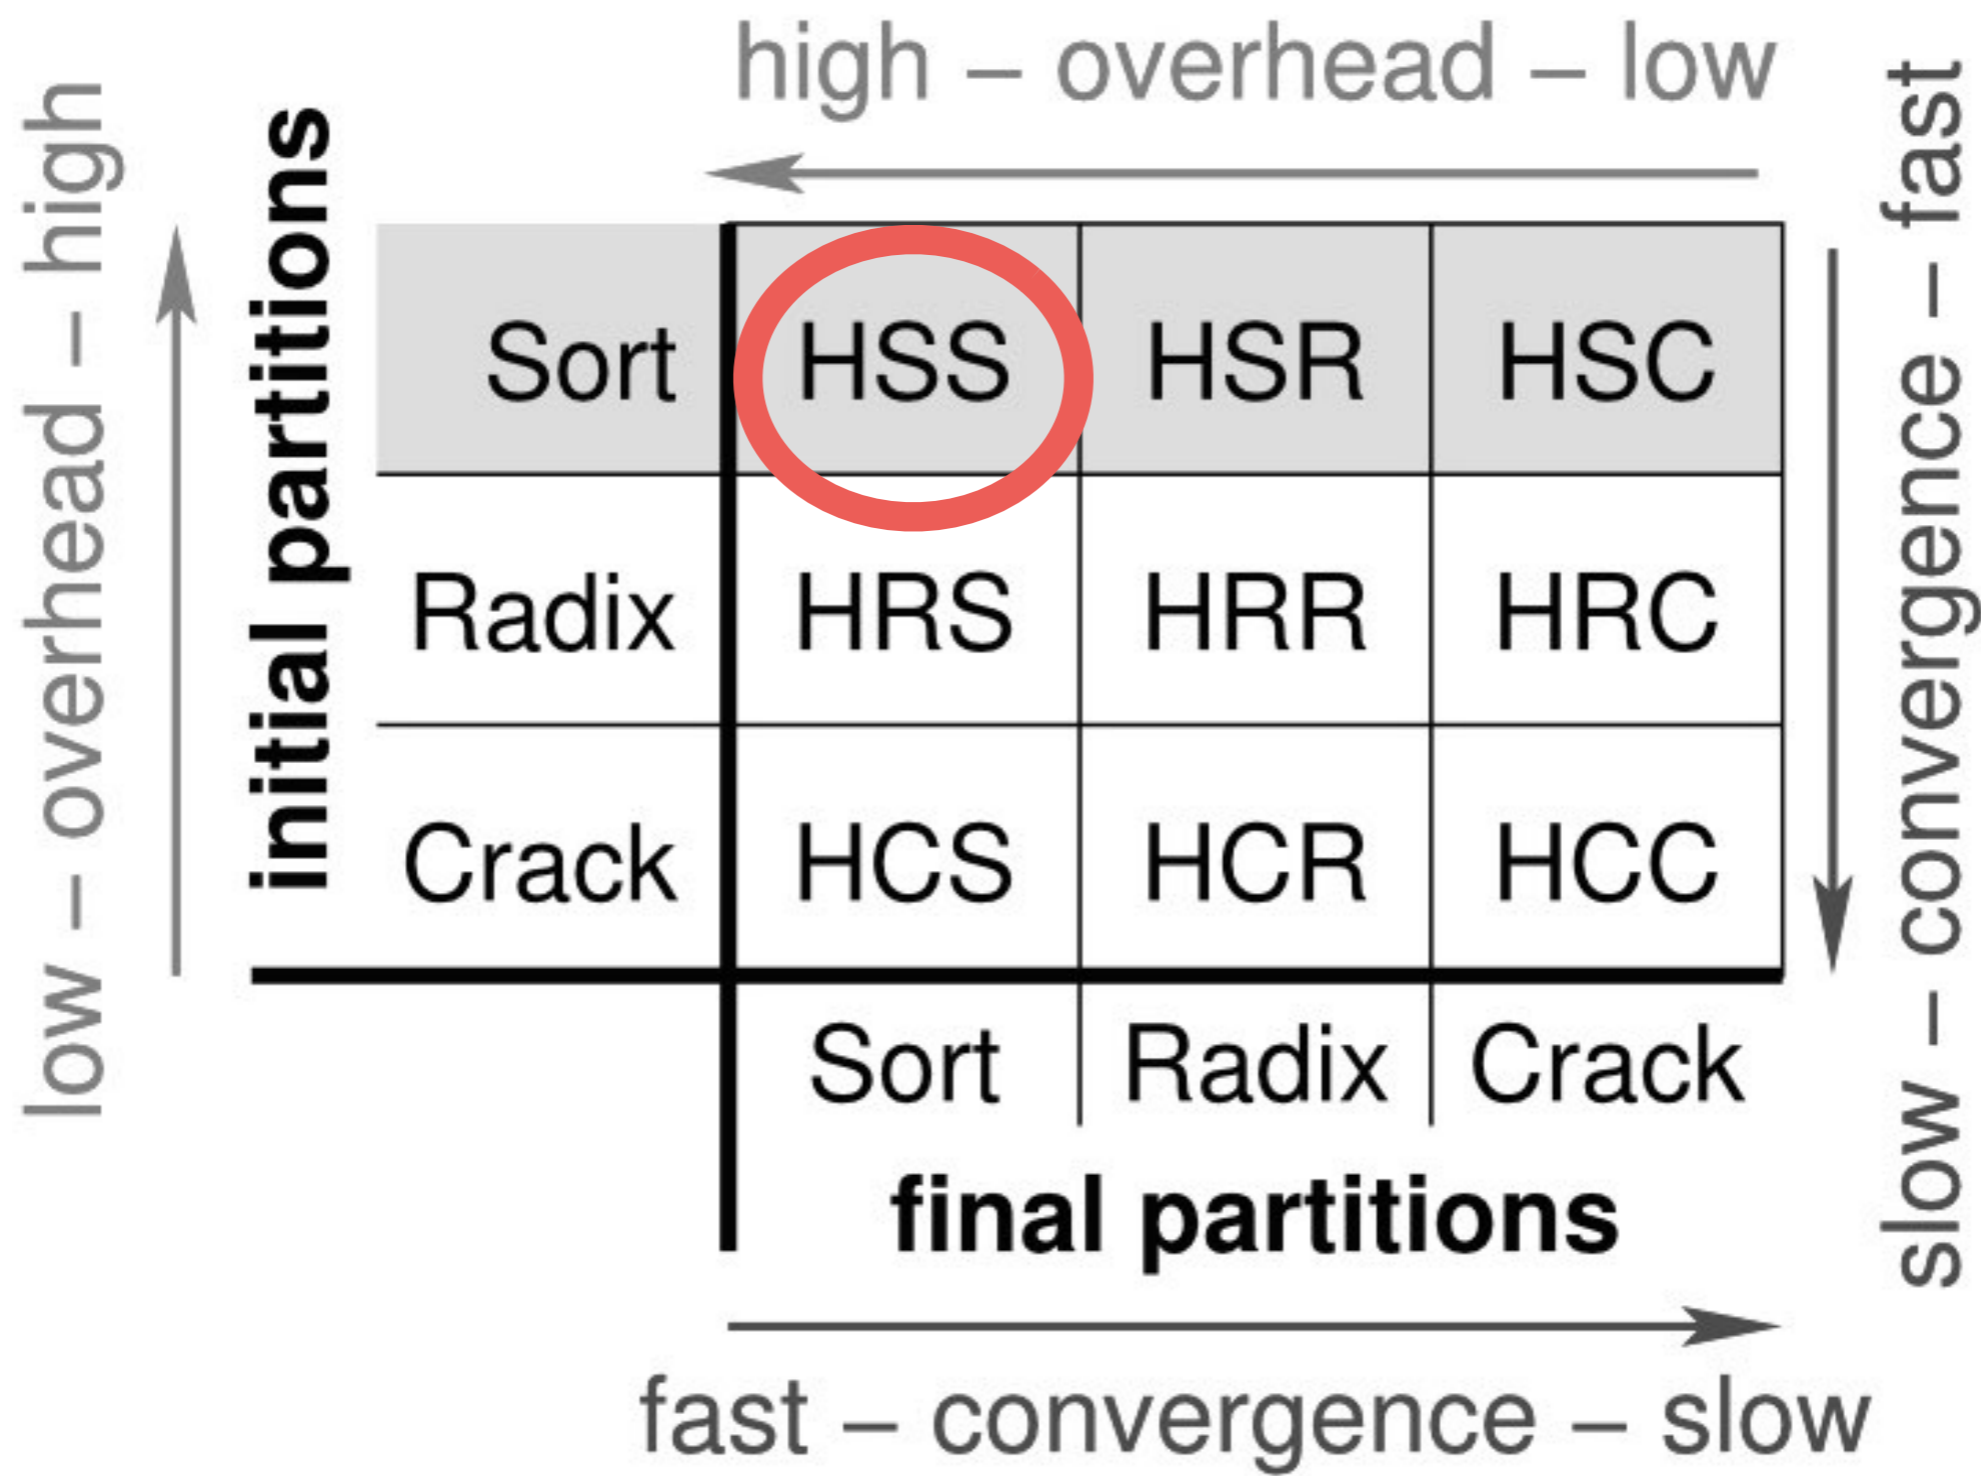 high – overhead – low
low – overhead – high
initial partitions
slow – convergence – fast
Sort HSS HSR HSC
Radix HRS HRR HRC
Crack HCS HCR HCC
Sort Radix Crack
final partitions
fast – convergence – slow